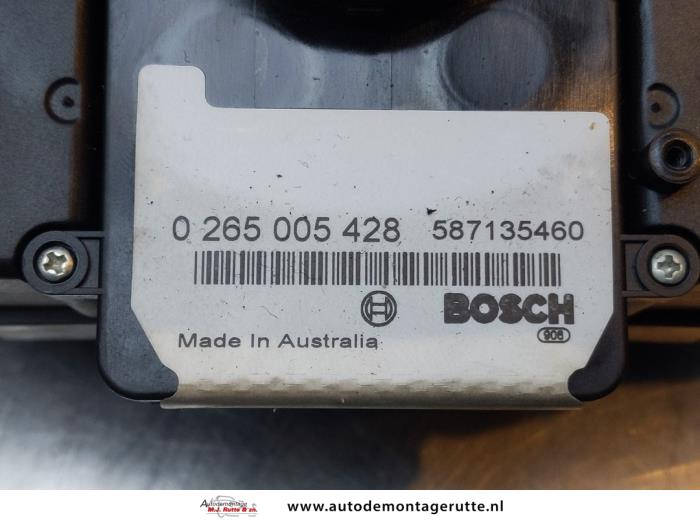 0 265 005 428 587135460
BOSCH
Made In Australia
906
Autodemontage
M.J. Rutte & zn.
www.autodemontagerutte.nl